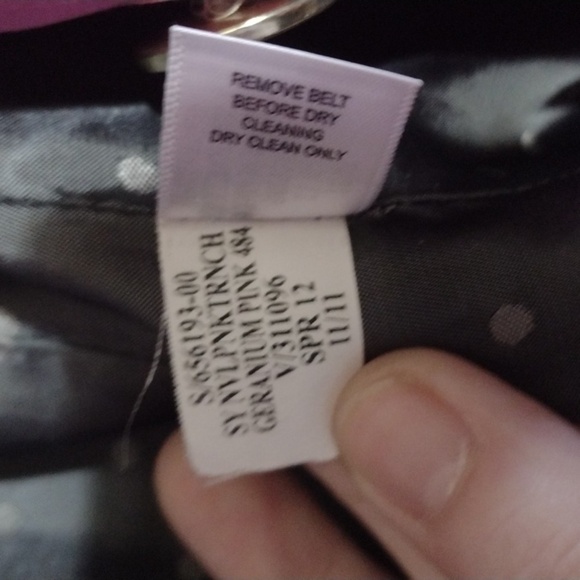 REMOVE BELT
BEFORE DRY
CLEANING
DRY CLEAN ONLY
S/656193-00
SY NVLPNKTRNCH
GERANIUM PINK 484
V/311096
SPR 12
11/11